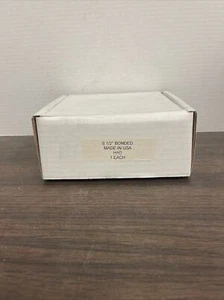 5 1/2" BONDED
MADE IN USA
1 EACH